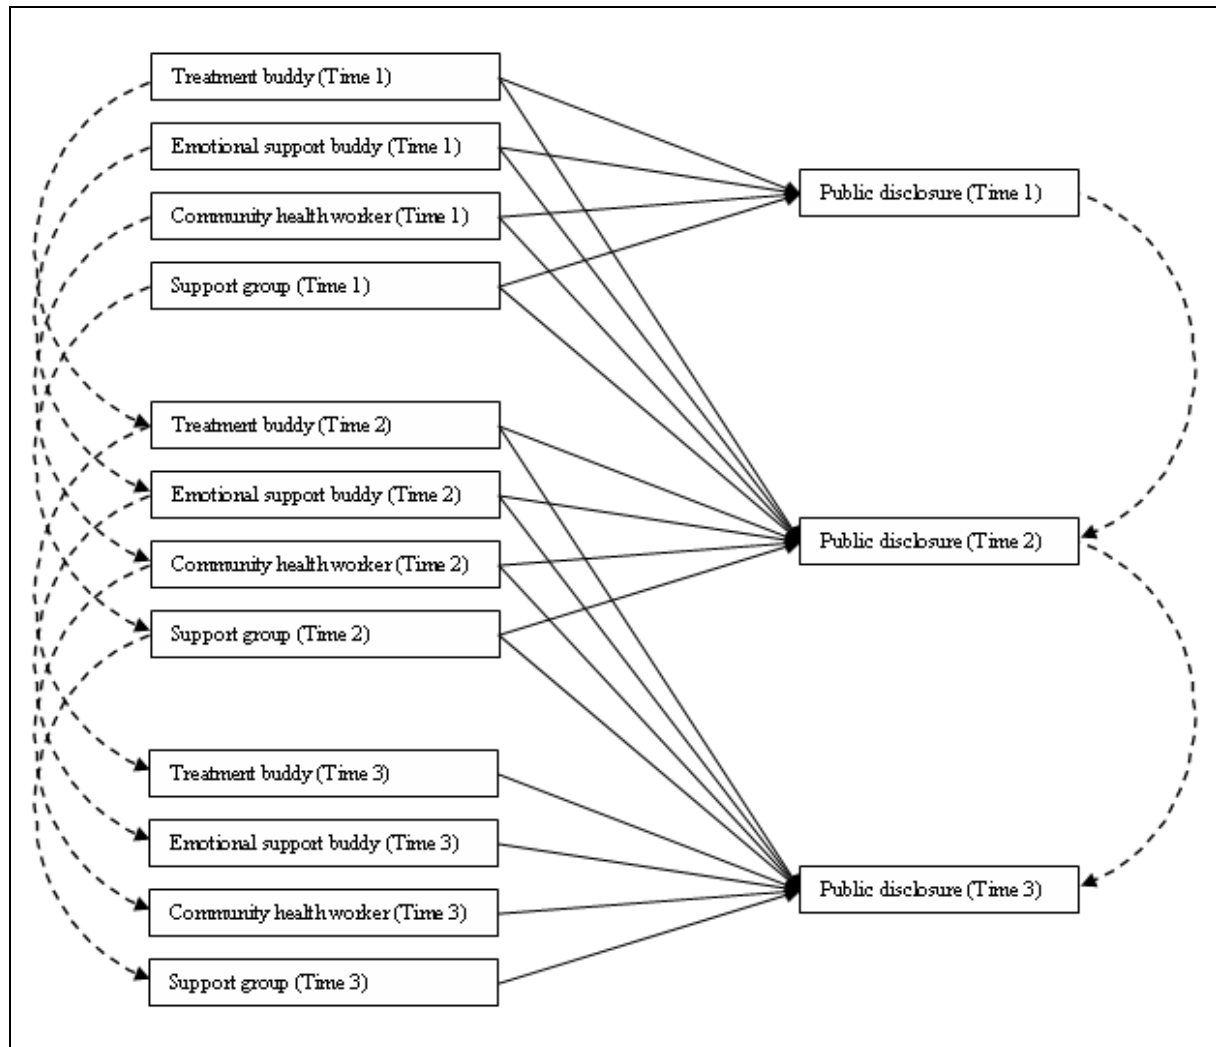 Treatment buddy (Time 1)
Emotional support buddy (Time 1)
Community health worker (Time 1)
Support group (Time 1)
Public disclosure (Time 1)
Treatment buddy (Time 2)
Emotional support buddy (Time 2)
Community health worker (Time 2)
Support group (Time 2)
Public disclosure (Time 2)
Treatment buddy (Time 3)
Emotional support buddy (Time 3)
Community health worker (Time 3)
Support group (Time 3)
Public disclosure (Time 3)